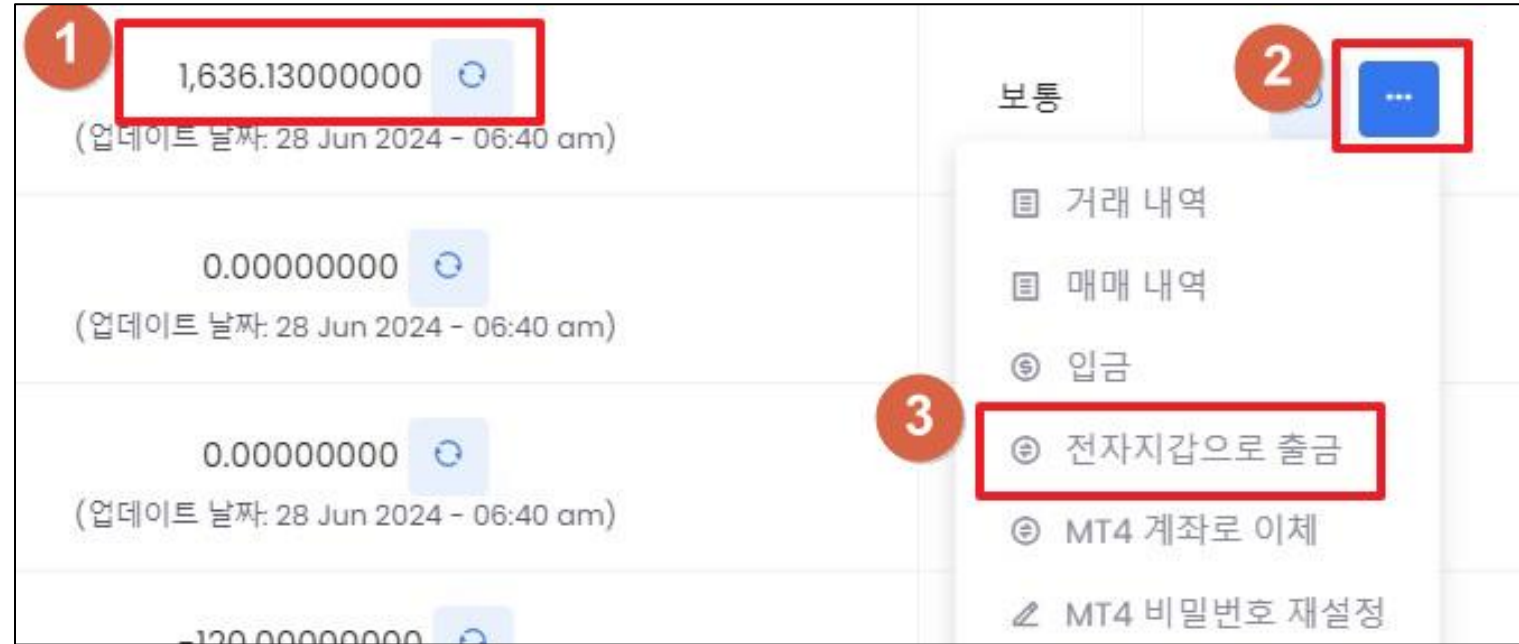 1
1,636.13000000
(업데이트 날짜: 28 Jun 2024 - 06:40 am)
보통
2
0.00000000
(업데이트 날짜: 28 Jun 2024 - 06:40 am)
0.00000000
(업데이트 날짜: 28 Jun 2024 - 06:40 am)
-120.00000000
거래 내역
매매 내역
입금
3
전자지갑으로 출금
MT4 계좌로 이체
MT4 비밀번호 재설정